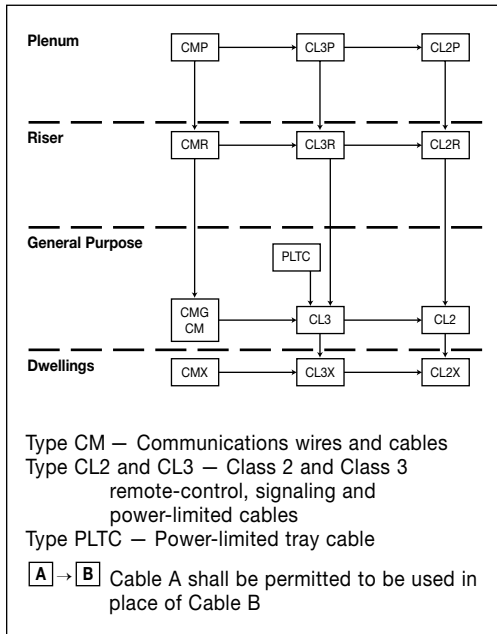 Plenum
CMP CL3P CL2P
Riser
CMR CL3R CL2R
General Purpose
PLTC
CMG
CM CL3 CL2
Dwellings
CMX CL3X CL2X
Type CM — Communications wires and cables
Type CL2 and CL3 — Class 2 and Class 3
remote-control, signaling and
power-limited cables
Type PLTC — Power-limited tray cable
A → B Cable A shall be permitted to be used in
place of Cable B